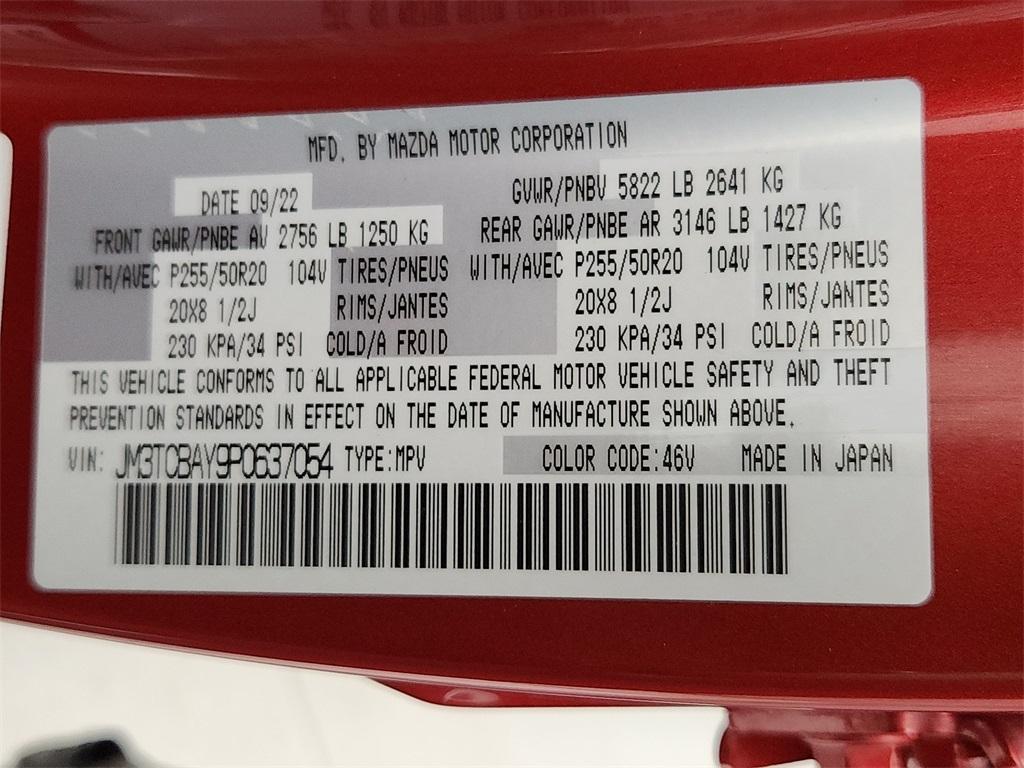 MFD. BY MAZDA MOTOR CORPORATION
DATE 09/22 GVWR/PNBV 5822 LB 2641 KG
FRONT GAWR/PNBE AV 2756 LB 1250 KG REAR GAWR/PNBE AR 3146 LB 1427 KG
WITH/AVEC P255/50R20 104V TIRES/PNEUS WITH/AVEC P255/50R20 104V TIRES/PNEUS
20X8 1/2J RIMS/JANTES 20X8 1/2J RIMS/JANTES
230 KPA/34 PSI COLD/A FROID 230 KPA/34 PSI COLD/A FROID
THIS VEHICLE CONFORMS TO ALL APPLICABLE FEDERAL MOTOR VEHICLE SAFETY AND THEFT
PREVENTION STANDARDS IN EFFECT ON THE DATE OF MANUFACTURE SHOWN ABOVE.
VIN: JM3TCBAY9P0637054 TYPE:MPV COLOR CODE:46V MADE IN JAPAN